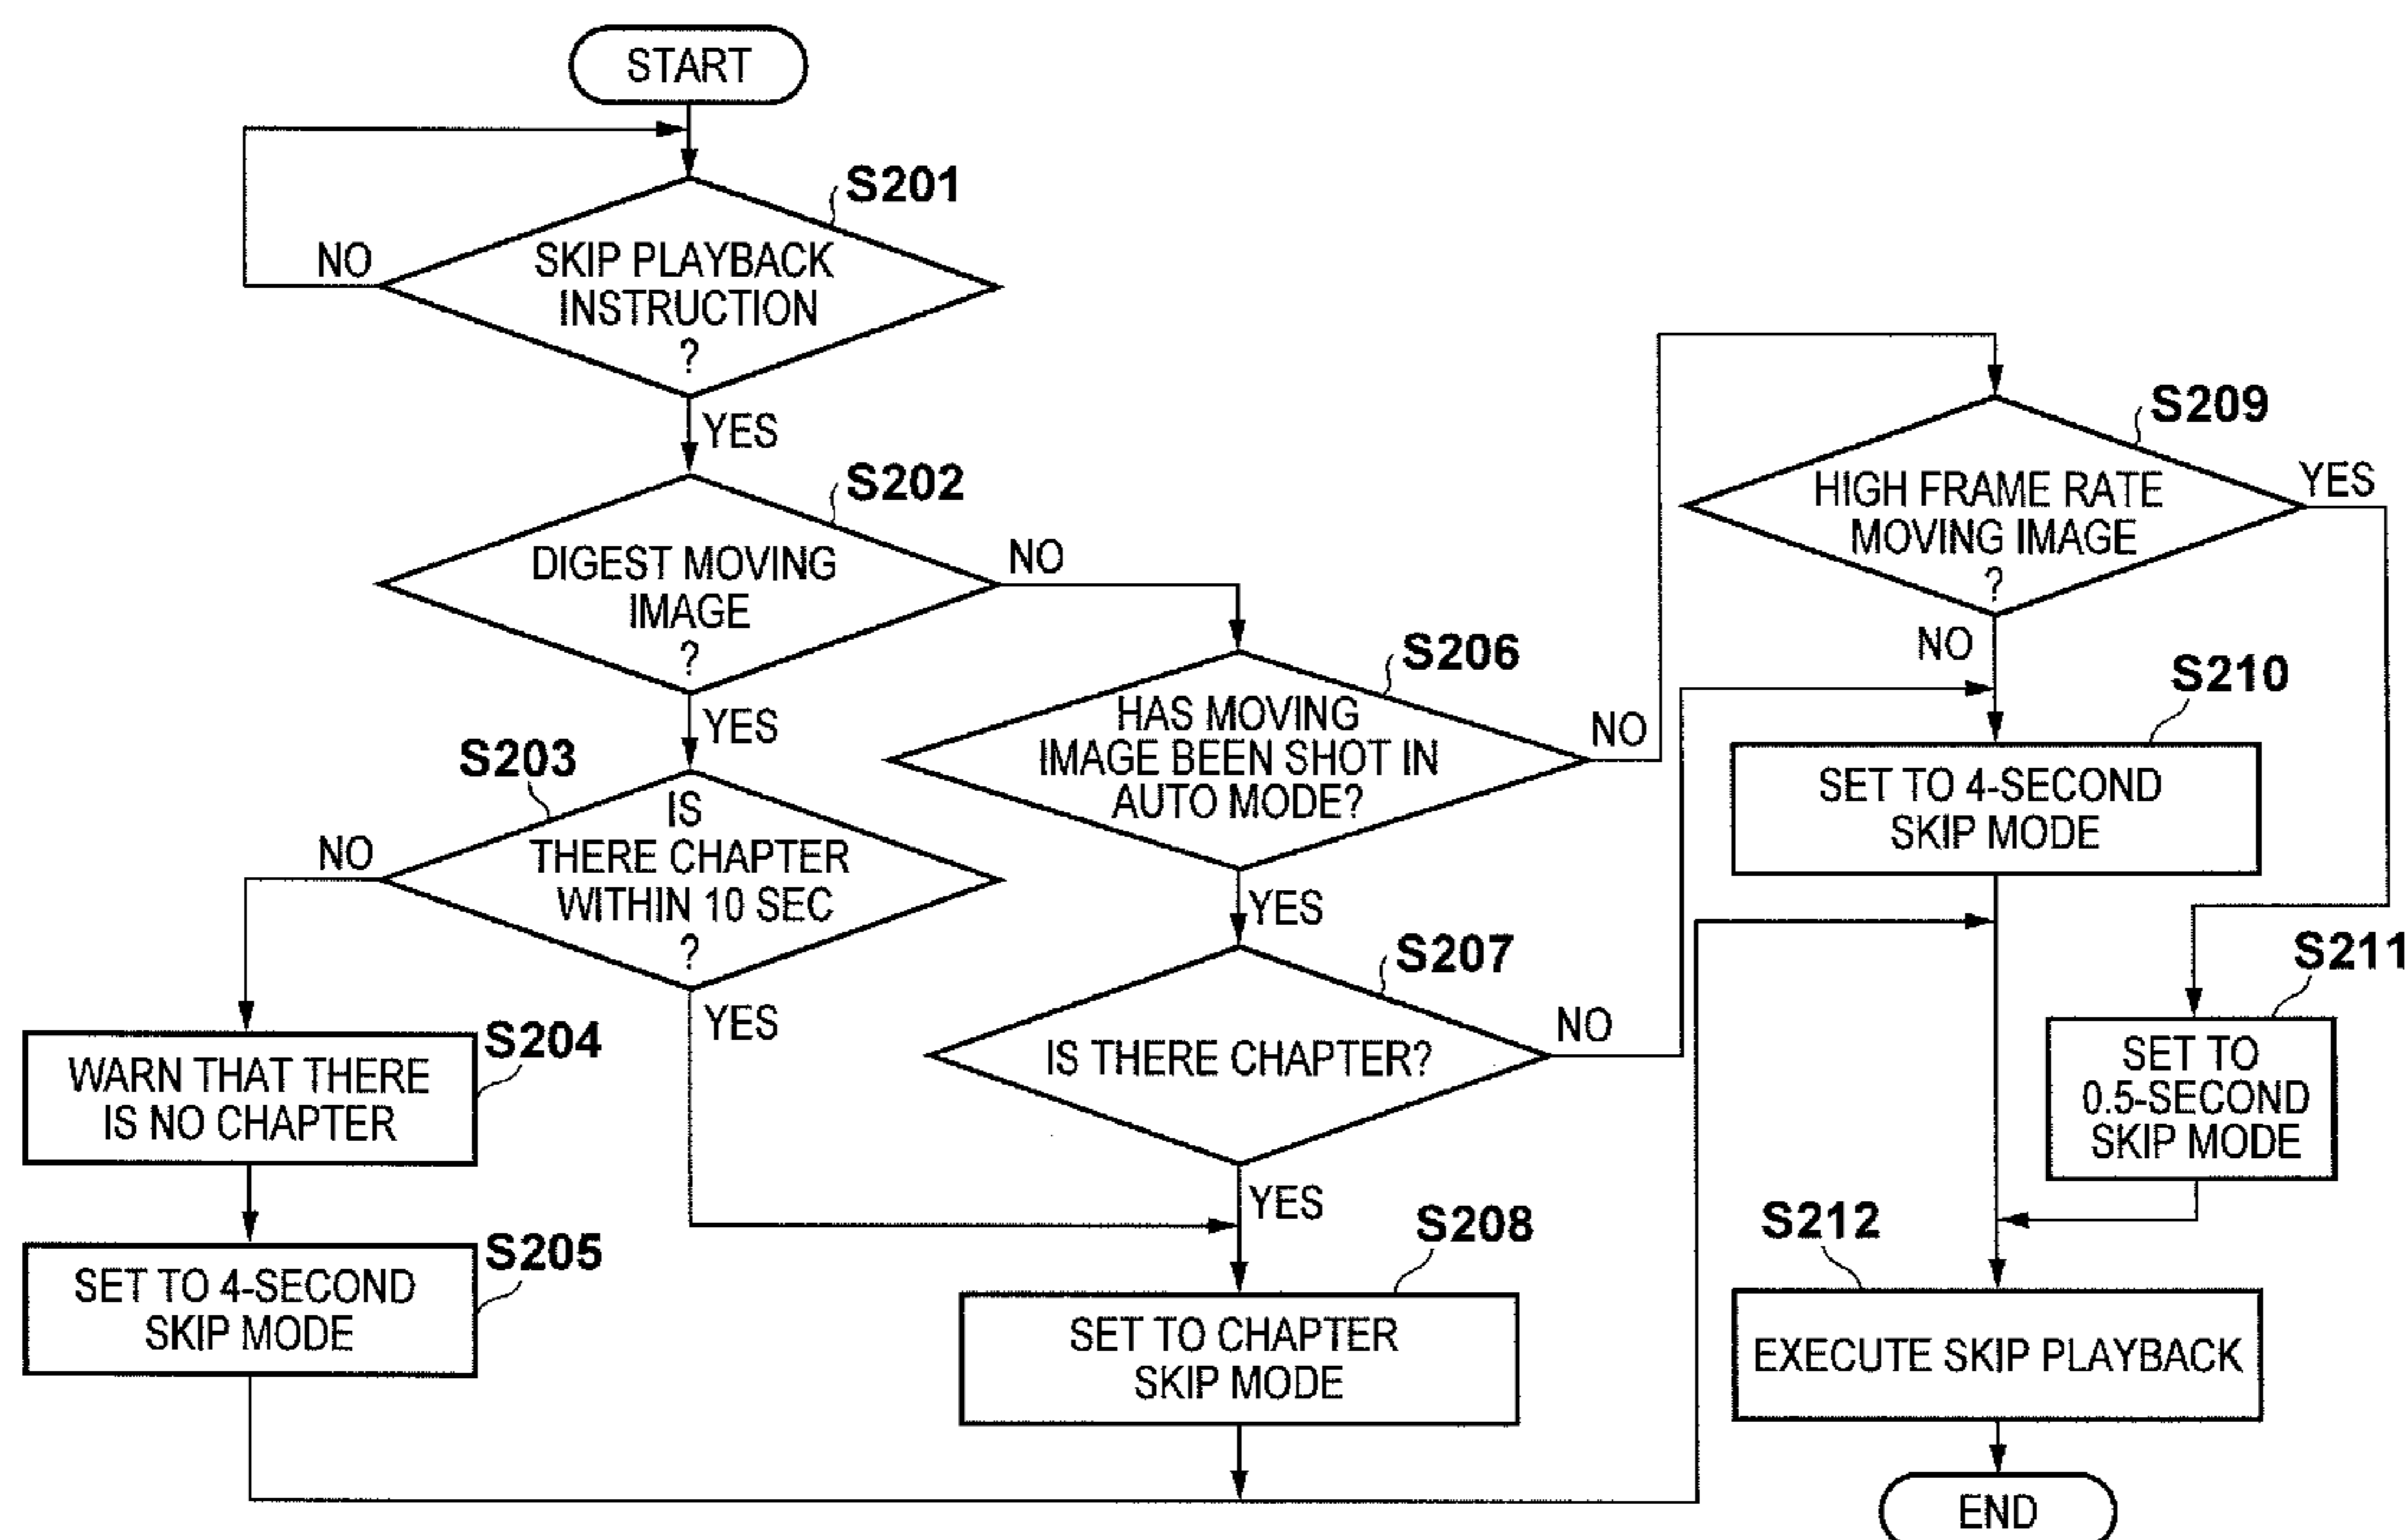 START
S201
SKIP PLAYBACK
INSTRUCTION
?
NO
YES
S202
DIGEST MOVING
IMAGE
?
NO
YES
S203
IS
THERE CHAPTER
WITHIN 10 SEC
?
NO
YES
S204
WARN THAT THERE
IS NO CHAPTER
S205
SET TO 4-SECOND
SKIP MODE
S206
HAS MOVING
IMAGE BEEN SHOT IN
AUTO MODE?
NO
YES
S207
IS THERE CHAPTER?
NO
YES
S208
SET TO CHAPTER
SKIP MODE
S209
HIGH FRAME RATE
MOVING IMAGE
?
YES
NO
S210
SET TO 4-SECOND
SKIP MODE
S211
SET TO
0.5-SECOND
SKIP MODE
S212
EXECUTE SKIP PLAYBACK
END